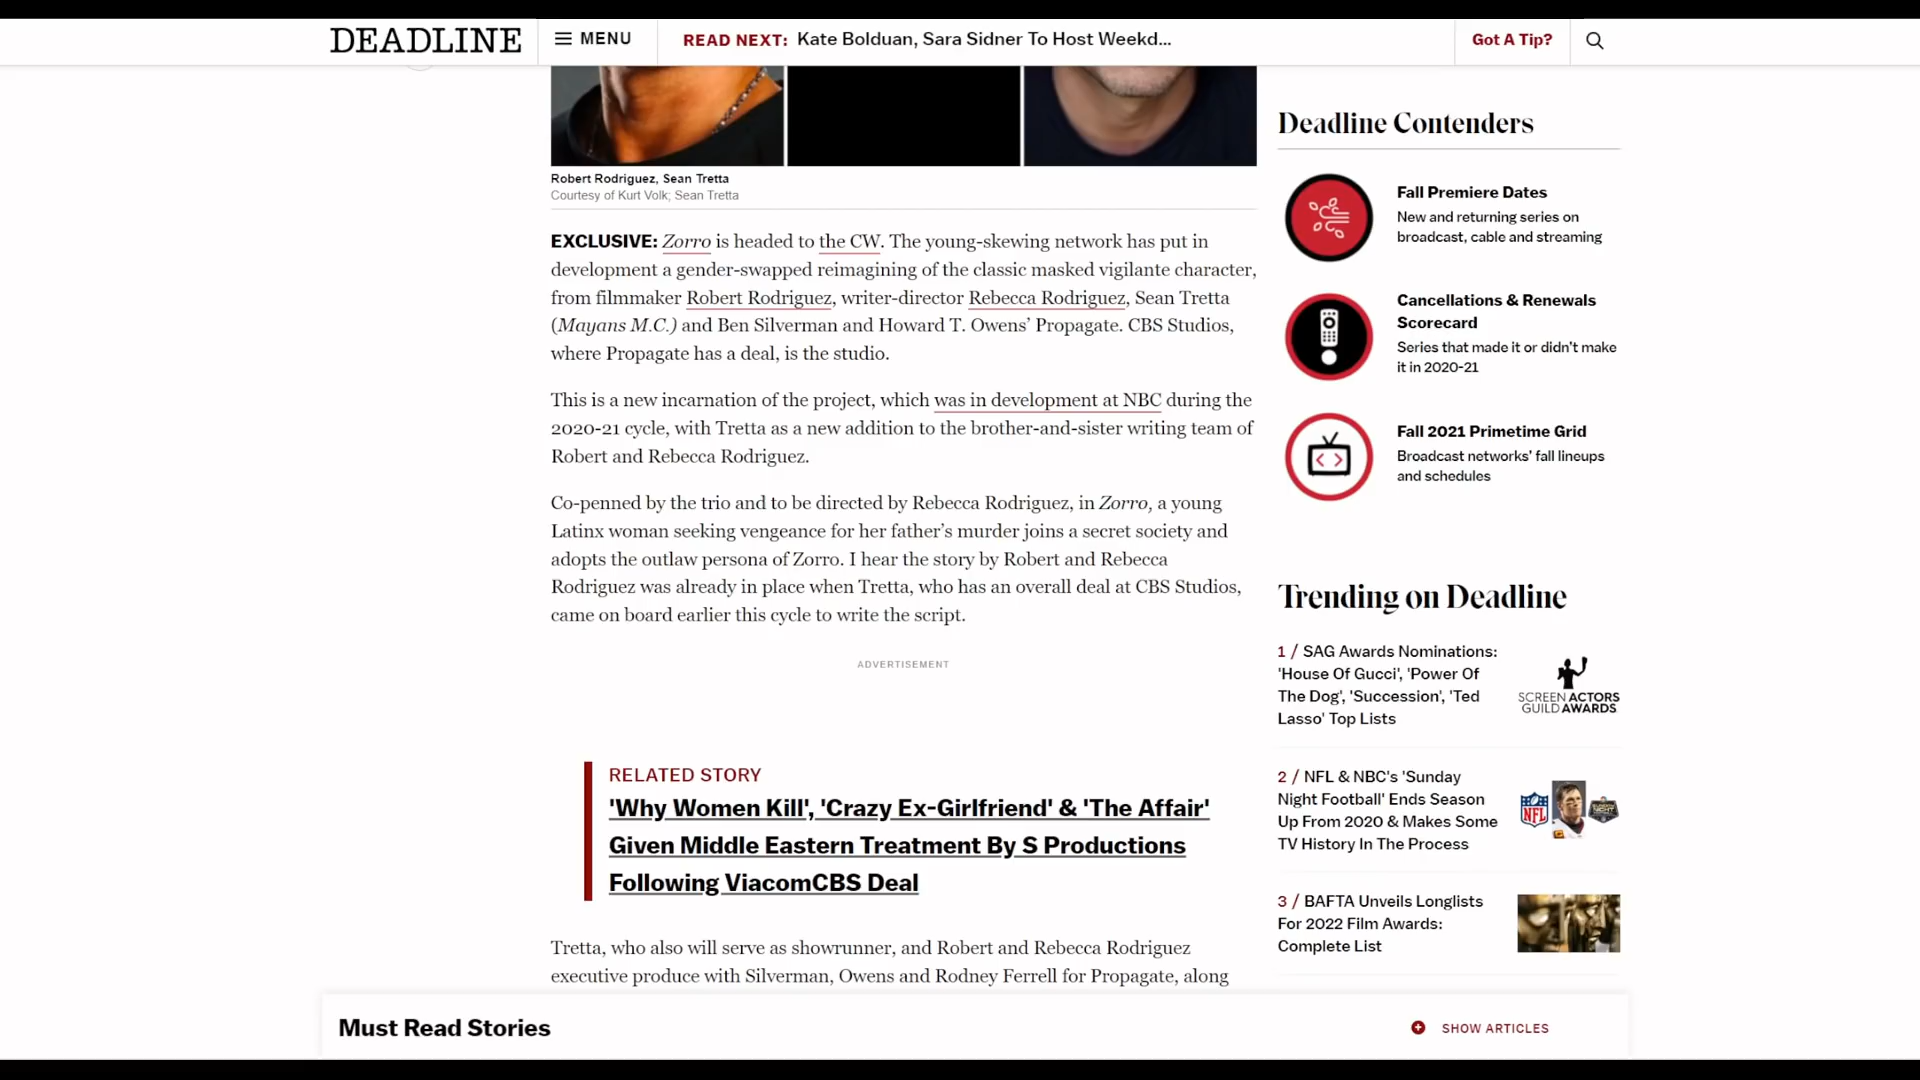 DEADLINE
MENU
READ NEXT: Kate Bolduan, Sara Sidner To Host Weekd...
Got A Tip?
Robert Rodriguez, Sean Tretta
Courtesy of Kurt Volk; Sean Tretta
EXCLUSIVE: Zorro is headed to the CW. The young-skewing network has put in
development a gender-swapped reimagining of the classic masked vigilante character,
from filmmaker Robert Rodriguez, writer-director Rebecca Rodriguez, Sean Tretta
(Mayans M.C.) and Ben Silverman and Howard T. Owens’ Propagate. CBS Studios,
where Propagate has a deal, is the studio.
This is a new incarnation of the project, which was in development at NBC during the
2020-21 cycle, with Tretta as a new addition to the brother-and-sister writing team of
Robert and Rebecca Rodriguez.
Co-penned by the trio and to be directed by Rebecca Rodriguez, in Zorro, a young
Latinx woman seeking vengeance for her father’s murder joins a secret society and
adopts the outlaw persona of Zorro. I hear the story by Robert and Rebecca
Rodriguez was already in place when Tretta, who has an overall deal at CBS Studios,
came on board earlier this cycle to write the script.
ADVERTISEMENT
RELATED STORY
'Why Women Kill', 'Crazy Ex-Girlfriend' & 'The Affair'
Given Middle Eastern Treatment By S Productions
Following ViacomCBS Deal
Tretta, who also will serve as showrunner, and Robert and Rebecca Rodriguez
executive produce with Silverman, Owens and Rodney Ferrell for Propagate, along
Deadline Contenders
Fall Premiere Dates
New and returning series on
broadcast, cable and streaming
Cancellations & Renewals
Scorecard
Series that made it or didn't make
it in 2020-21
Fall 2021 Primetime Grid
Broadcast networks' fall lineups
and schedules
Trending on Deadline
1 / SAG Awards Nominations:
'House Of Gucci', 'Power Of
The Dog', 'Succession', 'Ted
Lasso' Top Lists
SCREEN ACTORS
GUILD AWARDS
2 / NFL & NBC's 'Sunday
Night Football' Ends Season
Up From 2020 & Makes Some
TV History In The Process
NFL
3 / BAFTA Unveils Longlists
For 2022 Film Awards:
Complete List
Must Read Stories
SHOW ARTICLES